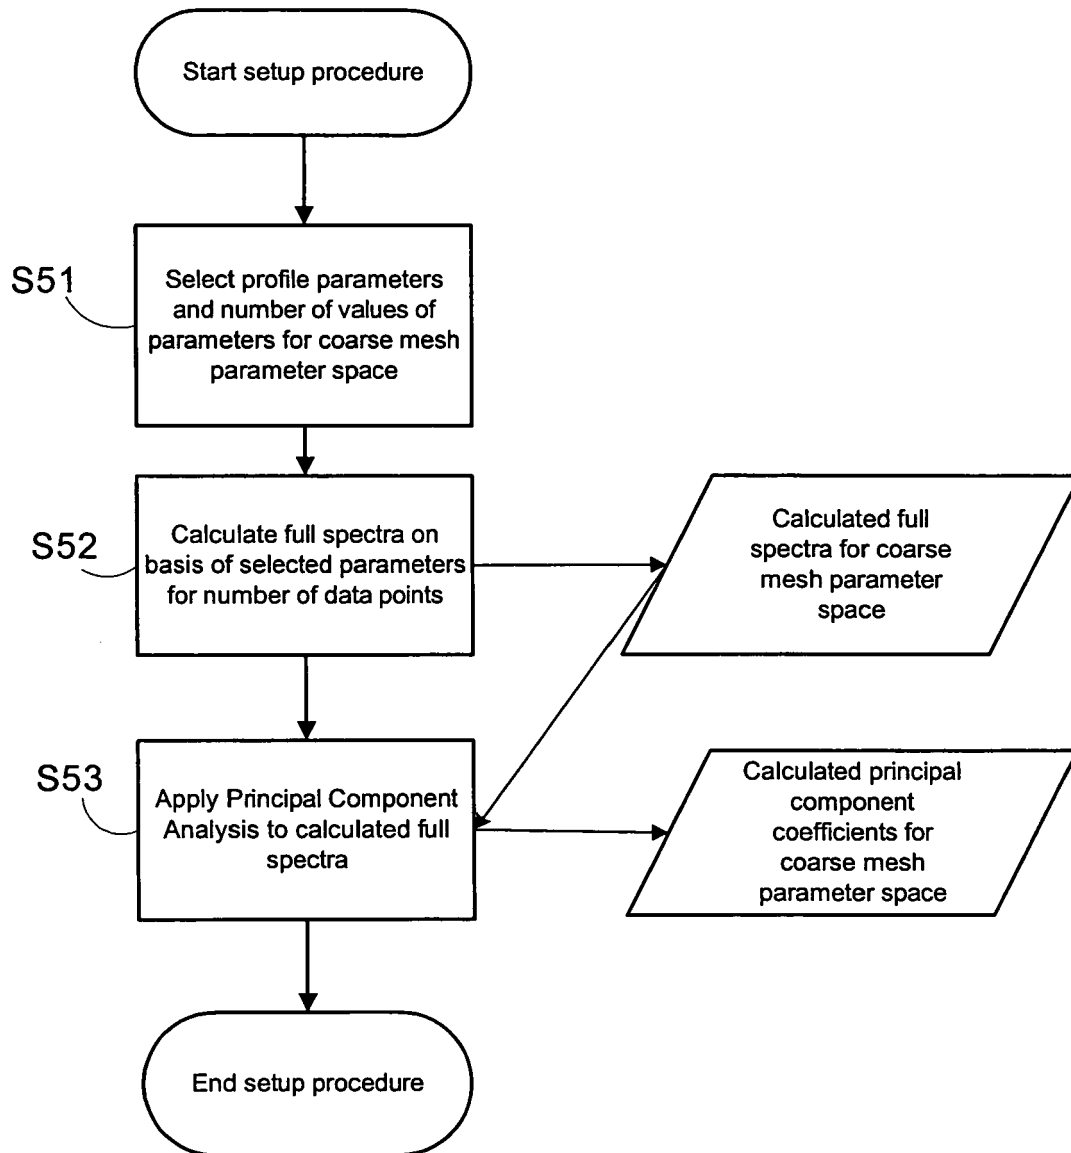 Start setup procedure
S51
Select profile parameters
and number of values of
parameters for coarse mesh
parameter space
S52
Calculate full spectra on
basis of selected parameters
for number of data points
Calculated full
spectra for coarse
mesh parameter
space
S53
Apply Principal Component
Analysis to calculated full
spectra
Calculated principal
component
coefficients for
coarse mesh
parameter space
End setup procedure